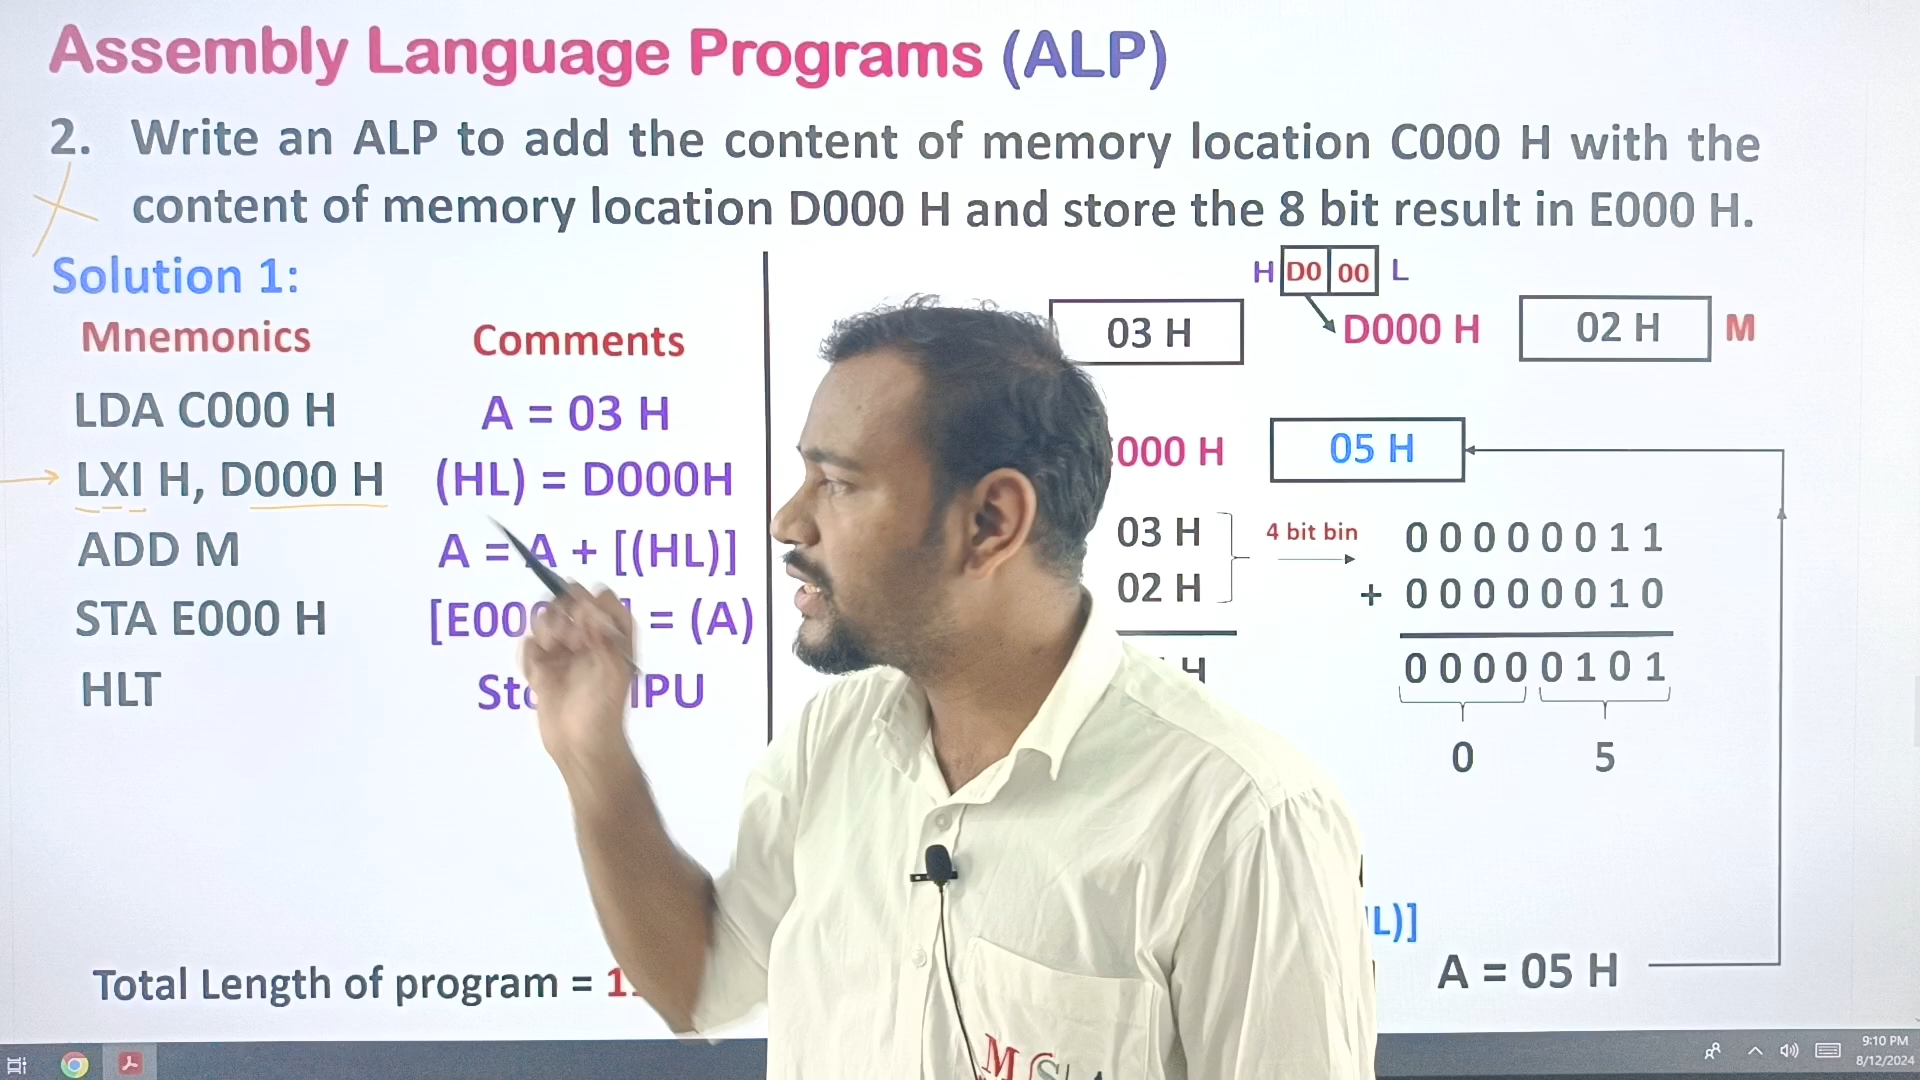 Assembly Language Programs (ALP)
2. Write an ALP to add the content of memory location C000 H with the
content of memory location D000 H and store the 8 bit result in E000 H.
Solution 1:
Mnemonics Comments
LDA C000 H A = 03 H
LXI H, D000 H (HL) = D000H
ADD M A = A + [(HL)]
STA E000 H = (A)
HLT
Total Length of program =
H D0 00 L
03 H D000 H 02 H M
000 H 05 H
03 H 4 bit bin 0 0 0 0 0 0 1 1
02 H + 0 0 0 0 0 0 1 0
0 0 0 0 0 1 0 1
0 5
L)]
A = 05 H
9:10 PM
8/12/2024